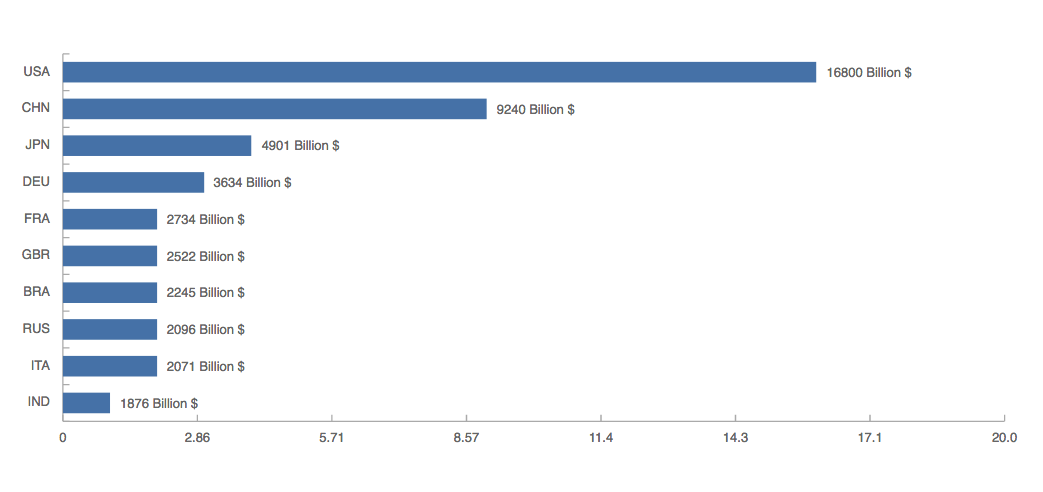 USA 16800 Billion $
CHN 9240 Billion $
JPN 4901 Billion $
DEU 3634 Billion $
FRA 2734 Billion $
GBR 2522 Billion $
BRA 2245 Billion $
RUS 2096 Billion $
ITA 2071 Billion $
IND 1876 Billion $
0 2.86 5.71 8.57 11.4 14.3 17.1 20.0